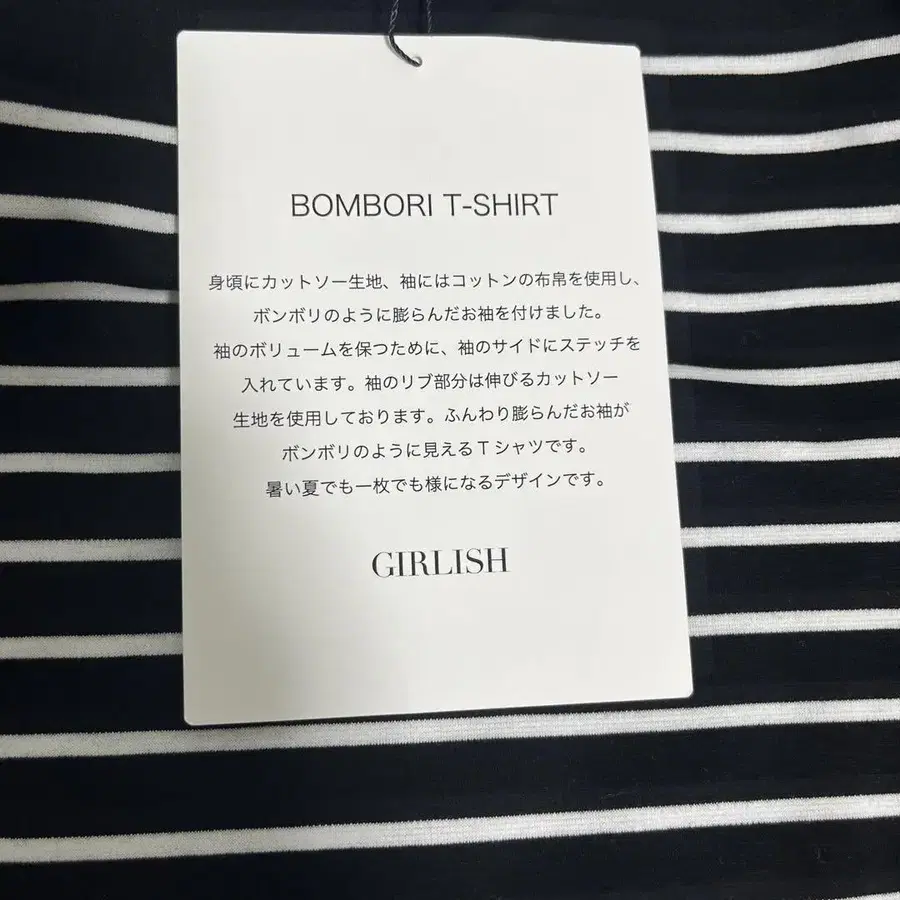 BOMBORI T-SHIRT
身頃にカットソー生地、袖にはコットンの布帛を使用し、
ボンボリのように膨らんだお袖を付けました。
袖のボリュームを保つために、袖のサイドにステッチを
入れています。袖のリブ部分は伸びるカットソー
生地を使用しております。ふんわり膨らんだお袖が
ボンボリのように見えるTシャツです。
暑い夏でも一枚でも様になるデザインです。
GIRLISH